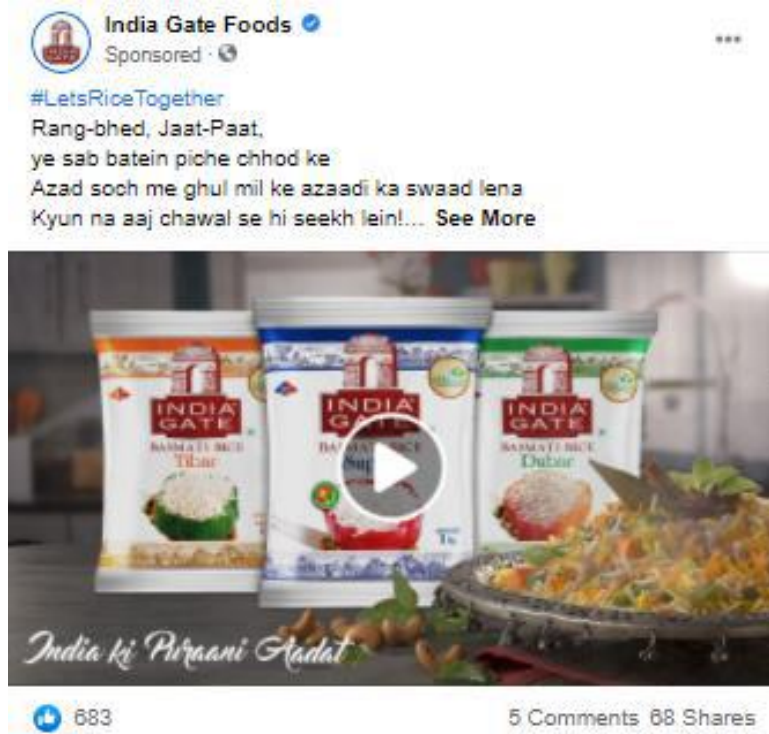 India Gate Foods
Sponsored ·
#LetsRiceTogether
Rang-bhed, Jaat-Paat,
ye sab batein piche chhod ke
Azad soch me ghul mil ke azaadi ka swaad lena
Kyun na aaj chawal se hi seekh lein!... See More
INDIA GATE
BASMATI RICE
Tibar
INDIA GATE
INDIA GATE
BASMATI RICE
Dubar
India ki Puraani Aadat
683
5 Comments 68 Shares